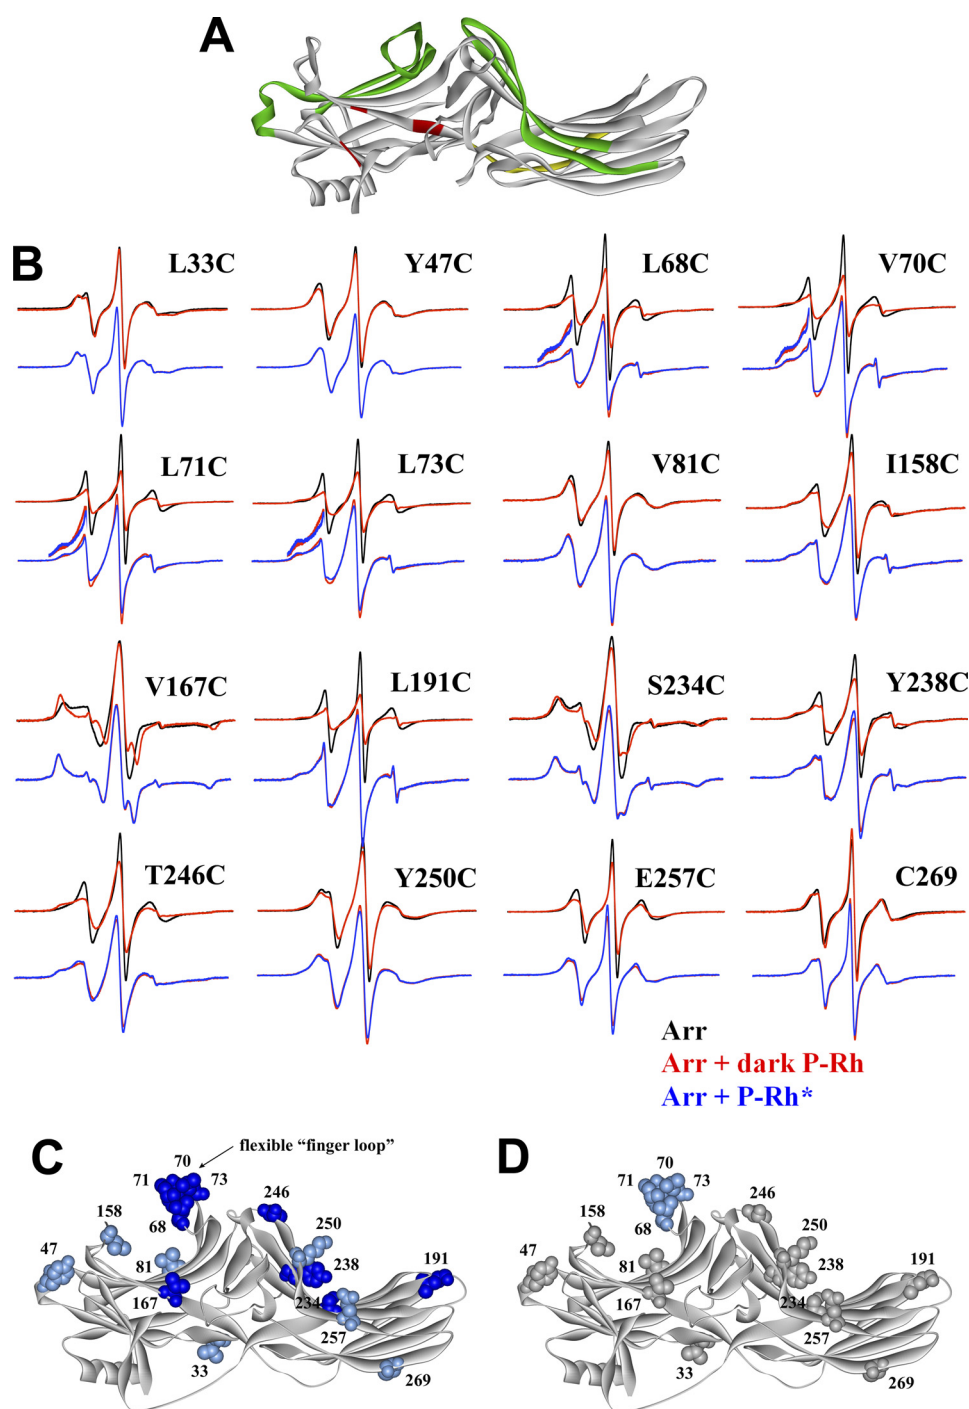 A
B
L33C
Y47C
L68C
V70C
L71C
L73C
V81C
I158C
V167C
L191C
S234C
Y238C
T246C
Y250C
E257C
C269
Arr
Arr + dark P-Rh
Arr + P-Rh*
C
flexible "finger loop"
70
71
73
68
246
158
250
47
81
238
191
167
234
257
33
269
D
70
71
73
68
246
158
250
47
81
238
191
167
234
257
33
269